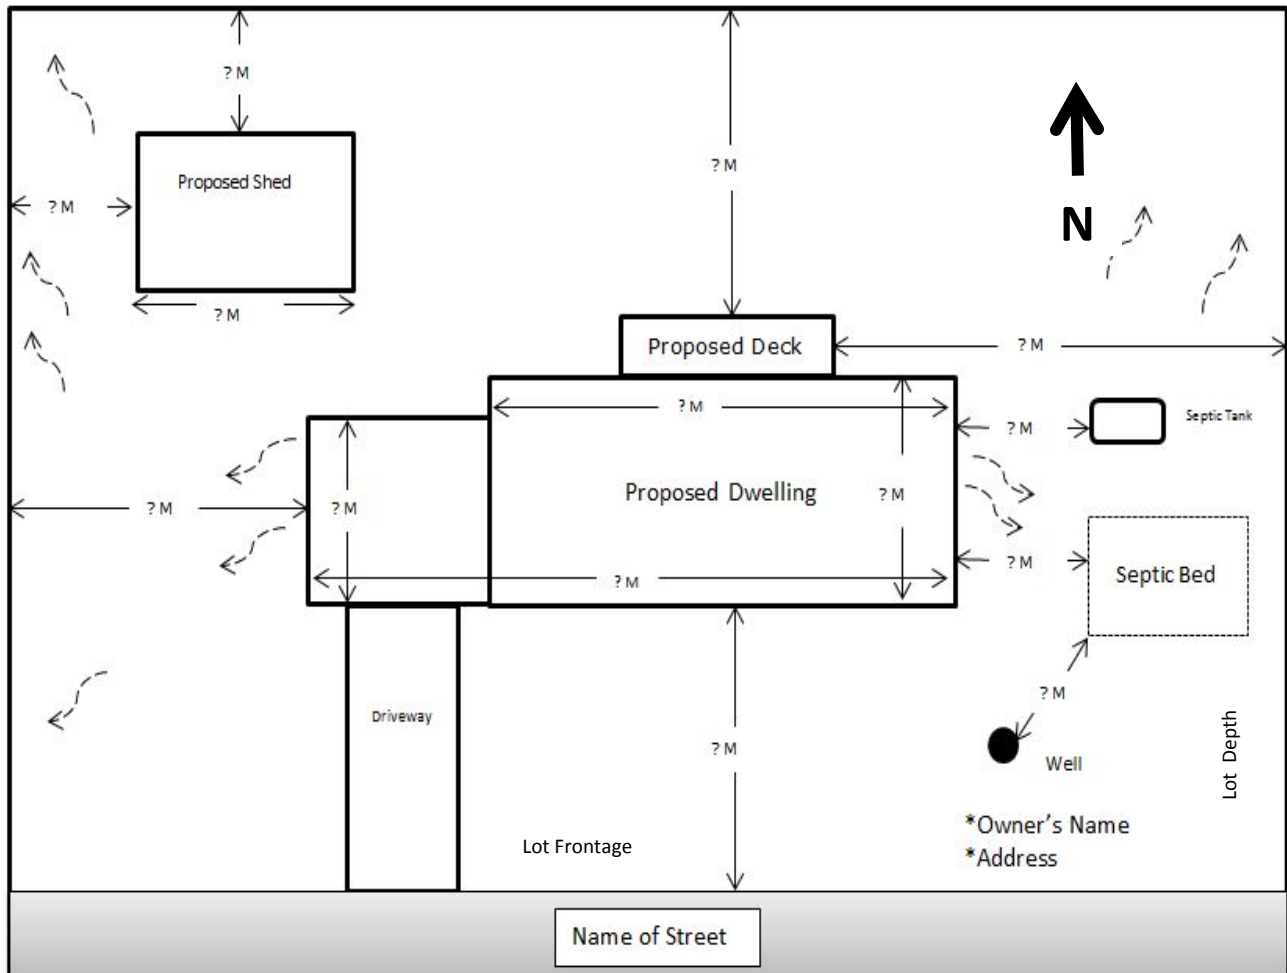 ? M
? M
Proposed Shed
? M
? M
N
? M
Proposed Deck
? M
? M
? M
Septic Tank
? M
? M
Proposed Dwelling
? M
? M
? M
Septic Bed
? M
Driveway
? M
Well
Lot Depth
*Owner's Name
*Address
Lot Frontage
Name of Street